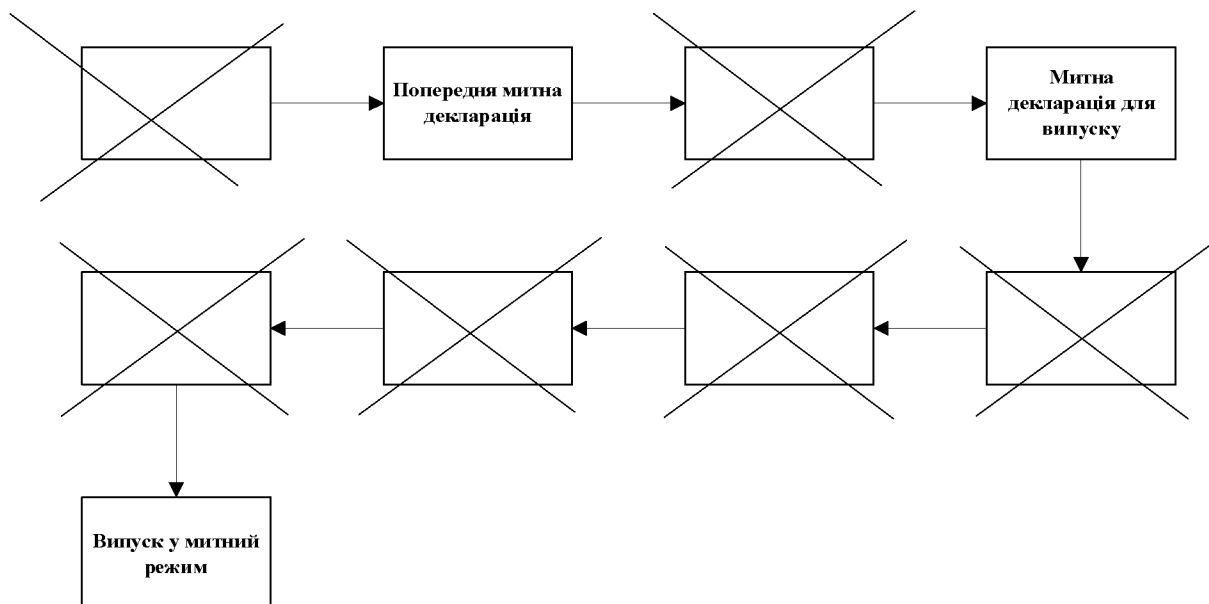 Попередня митна
декларація
Митна
декларація для
випуску
Випуск у митний
режим